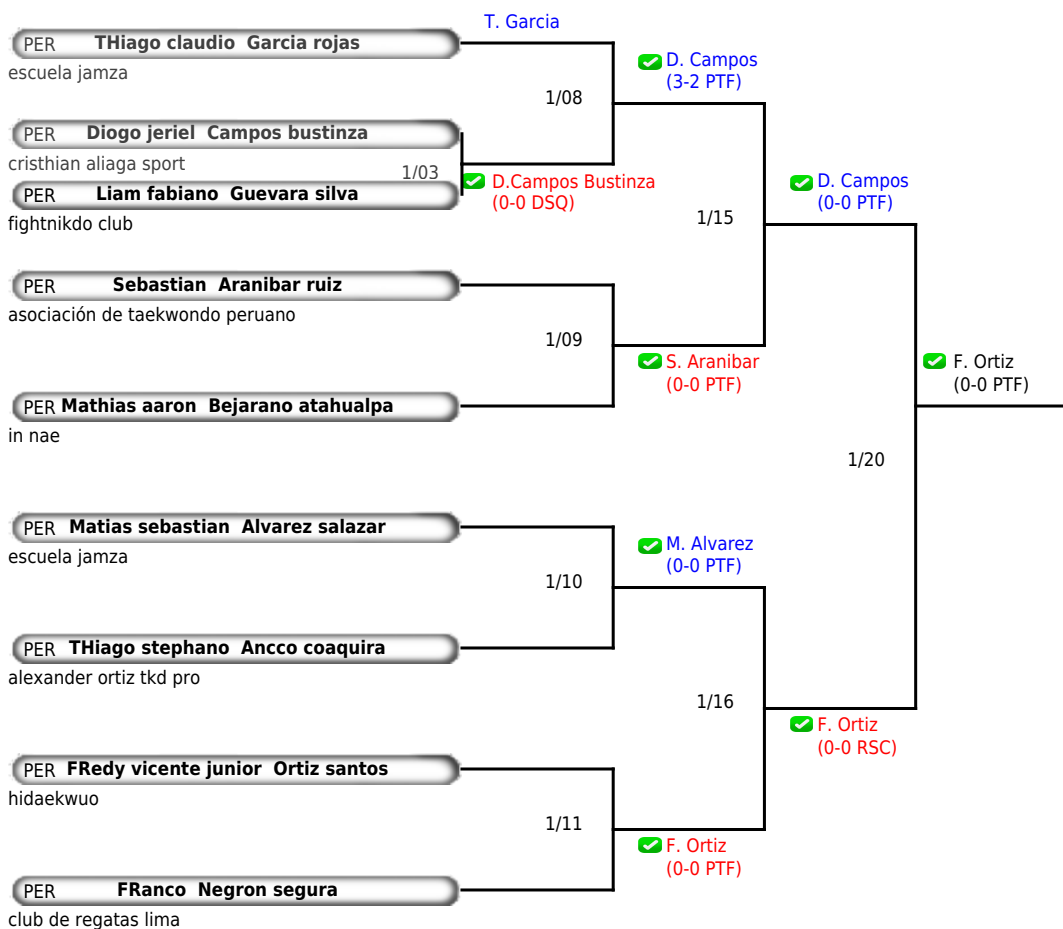 T. Garcia
PER THiago claudio Garcia rojas
escuela jamza
D. Campos
(3-2 PTF)
1/08
PER Diogo jeriel Campos bustinza
cristhian aliaga sport
1/03
D.Campos Bustinza
(0-0 DSQ)
PER Liam fabiano Guevara silva
fightnikdo club
D. Campos
(0-0 PTF)
1/15
PER Sebastian Aranibar ruiz
asociación de taekwondo peruano
1/09
S. Aranibar
(0-0 PTF)
F. Ortiz
(0-0 PTF)
PER Mathias aaron Bejarano atahualpa
in nae
1/20
PER Matias sebastian Alvarez salazar
escuela jamza
M. Alvarez
(0-0 PTF)
1/10
PER THiago stephano Ancco coaquira
alexander ortiz tkd pro
1/16
F. Ortiz
(0-0 RSC)
PER FRedy vicente junior Ortiz santos
hidaekwuo
1/11
F. Ortiz
(0-0 PTF)
PER FRanco Negron segura
club de regatas lima